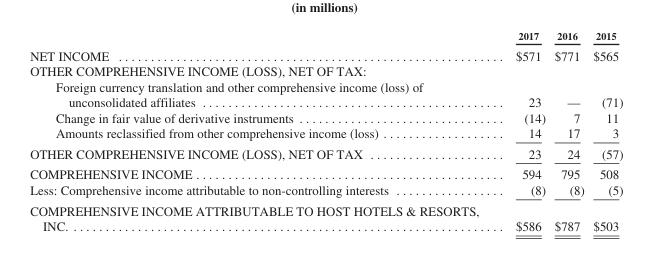 (in millions)
2017 2016 2015
NET INCOME . . . . . . . . . . . . . . . . . . . . . . . . . . . . . . . . . . . . . . . . . . . . . . . . . . . . . . . . . . . $571 $771 $565
OTHER COMPREHENSIVE INCOME (LOSS), NET OF TAX:
Foreign currency translation and other comprehensive income (loss) of
unconsolidated affiliates . . . . . . . . . . . . . . . . . . . . . . . . . . . . . . . . . . . . . . . . . . . . . . 23 — (71)
Change in fair value of derivative instruments . . . . . . . . . . . . . . . . . . . . . . . . . . . . . . . . (14) 7 11
Amounts reclassified from other comprehensive income (loss) . . . . . . . . . . . . . . . . . . . 14 17 3
OTHER COMPREHENSIVE INCOME (LOSS), NET OF TAX . . . . . . . . . . . . . . . . . . . . 23 24 (57)
COMPREHENSIVE INCOME . . . . . . . . . . . . . . . . . . . . . . . . . . . . . . . . . . . . . . . . . . . . . . . 594 795 508
Less: Comprehensive income attributable to non-controlling interests . . . . . . . . . . . . . . . . . (8) (8) (5)
COMPREHENSIVE INCOME ATTRIBUTABLE TO HOST HOTELS & RESORTS,
INC. . . . . . . . . . . . . . . . . . . . . . . . . . . . . . . . . . . . . . . . . . . . . . . . . . . . . . . . . . . . . . . . . . . $586 $787 $503